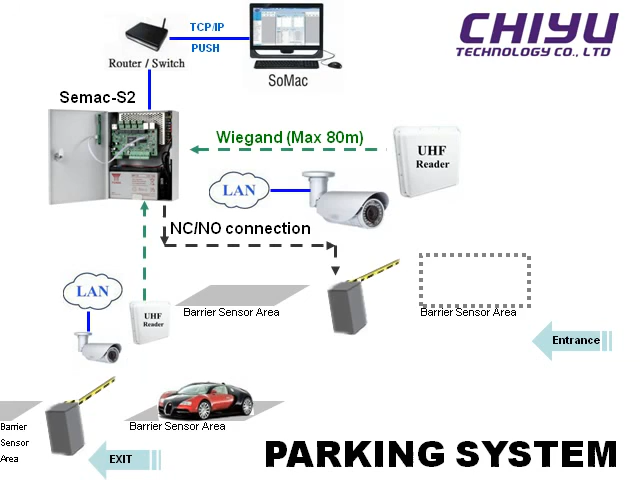 CHIYU
TECHNOLOGY CO., LTD
TCP/IP
PUSH
Router / Switch
SoMac
Semac-S2
Wiegand (Max 80m)
UHF
Reader
LAN
NC/NO connection
LAN
UHF
Reader
Barrier Sensor Area
Barrier Sensor Area
Entrance
Barrier
Sensor
Area
Barrier Sensor Area
EXIT
PARKING SYSTEM